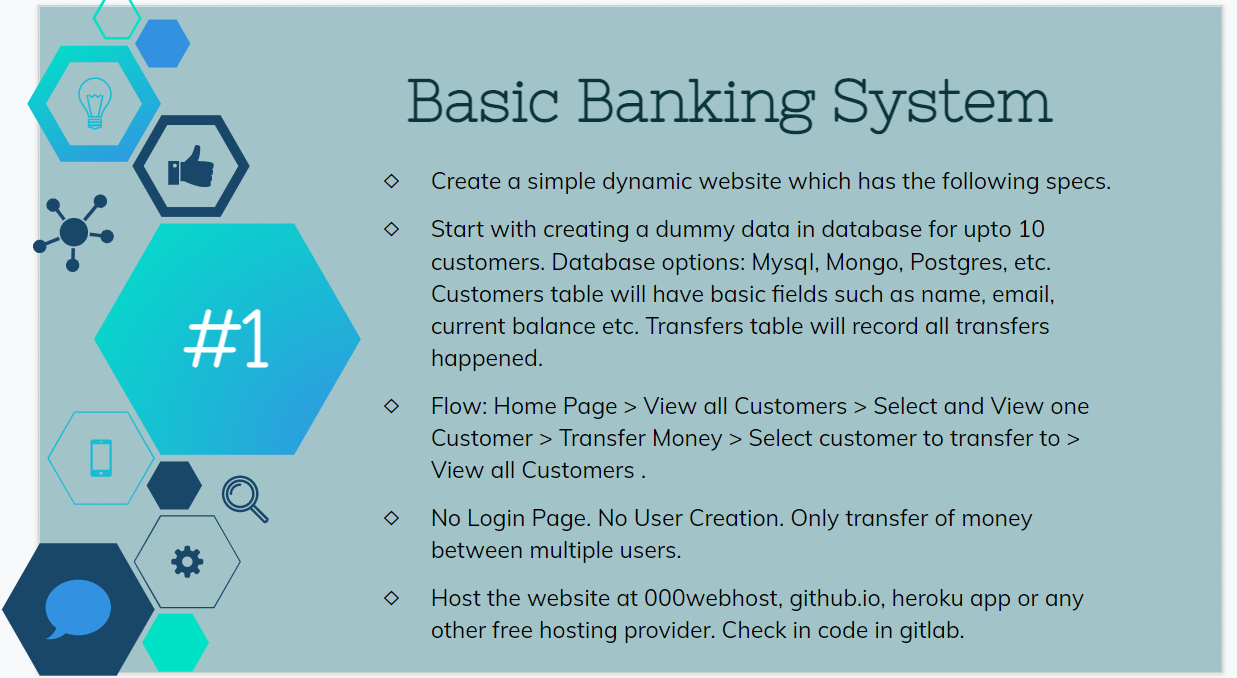 Basic Banking System
#1
◇ Create a simple dynamic website which has the following specs.
◇ Start with creating a dummy data in database for upto 10
customers. Database options: Mysql, Mongo, Postgres, etc.
Customers table will have basic fields such as name, email,
current balance etc. Transfers table will record all transfers
happened.
◇ Flow: Home Page > View all Customers > Select and View one
Customer > Transfer Money > Select customer to transfer to >
View all Customers .
◇ No Login Page. No User Creation. Only transfer of money
between multiple users.
◇ Host the website at 000webhost, github.io, heroku app or any
other free hosting provider. Check in code in gitlab.